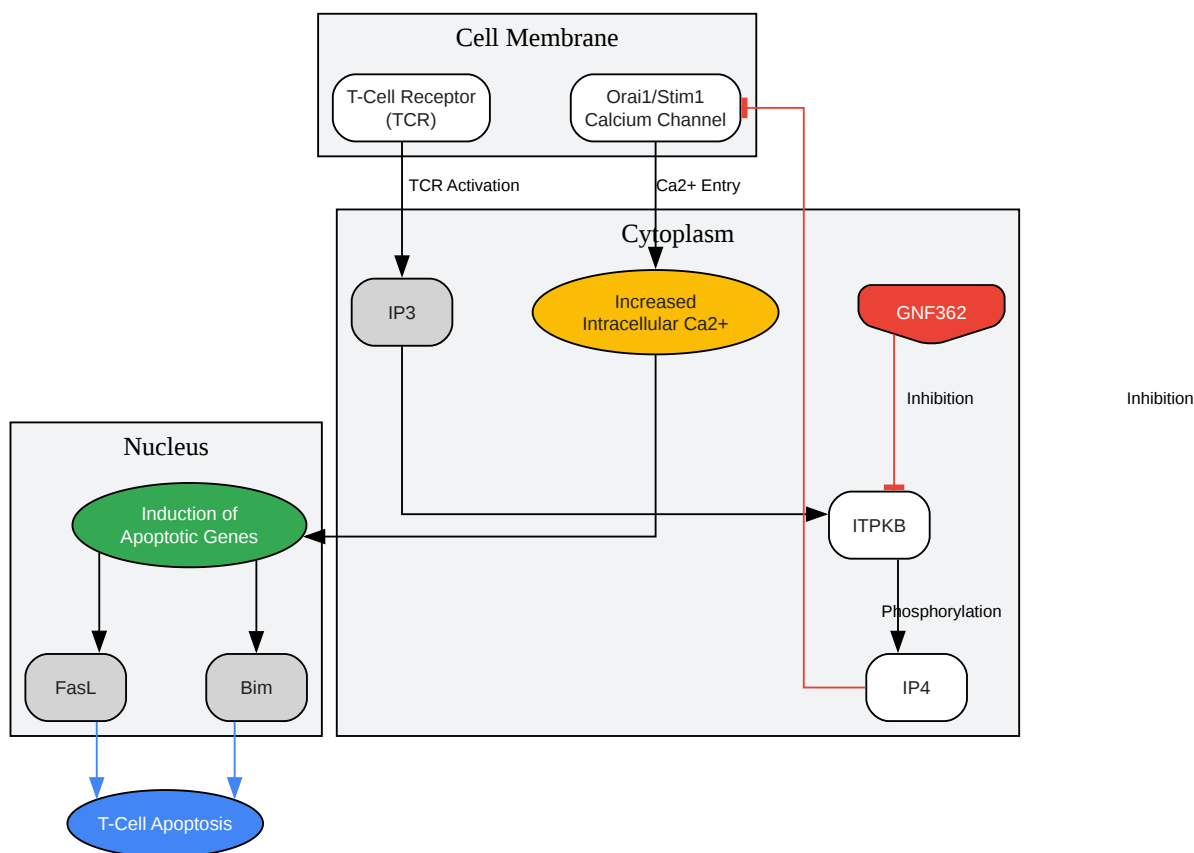 Cell Membrane
T-Cell Receptor
(TCR)
Orai1/Stim1
Calcium Channel
TCR Activation
Ca2+ Entry
Cytoplasm
IP3
Increased
Intracellular Ca2+
GNF362
Inhibition
Inhibition
Nucleus
Induction of
Apoptotic Genes
ITPKB
Phosphorylation
FasL
Bim
IP4
T-Cell Apoptosis